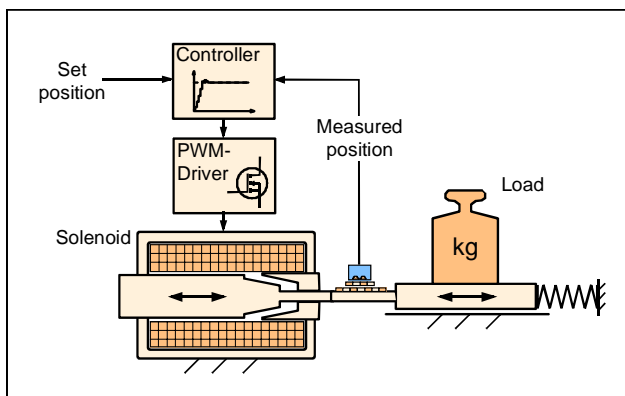 Controller
Set
position
Measured
position
PWM-
Driver
Load
Solenoid
kg